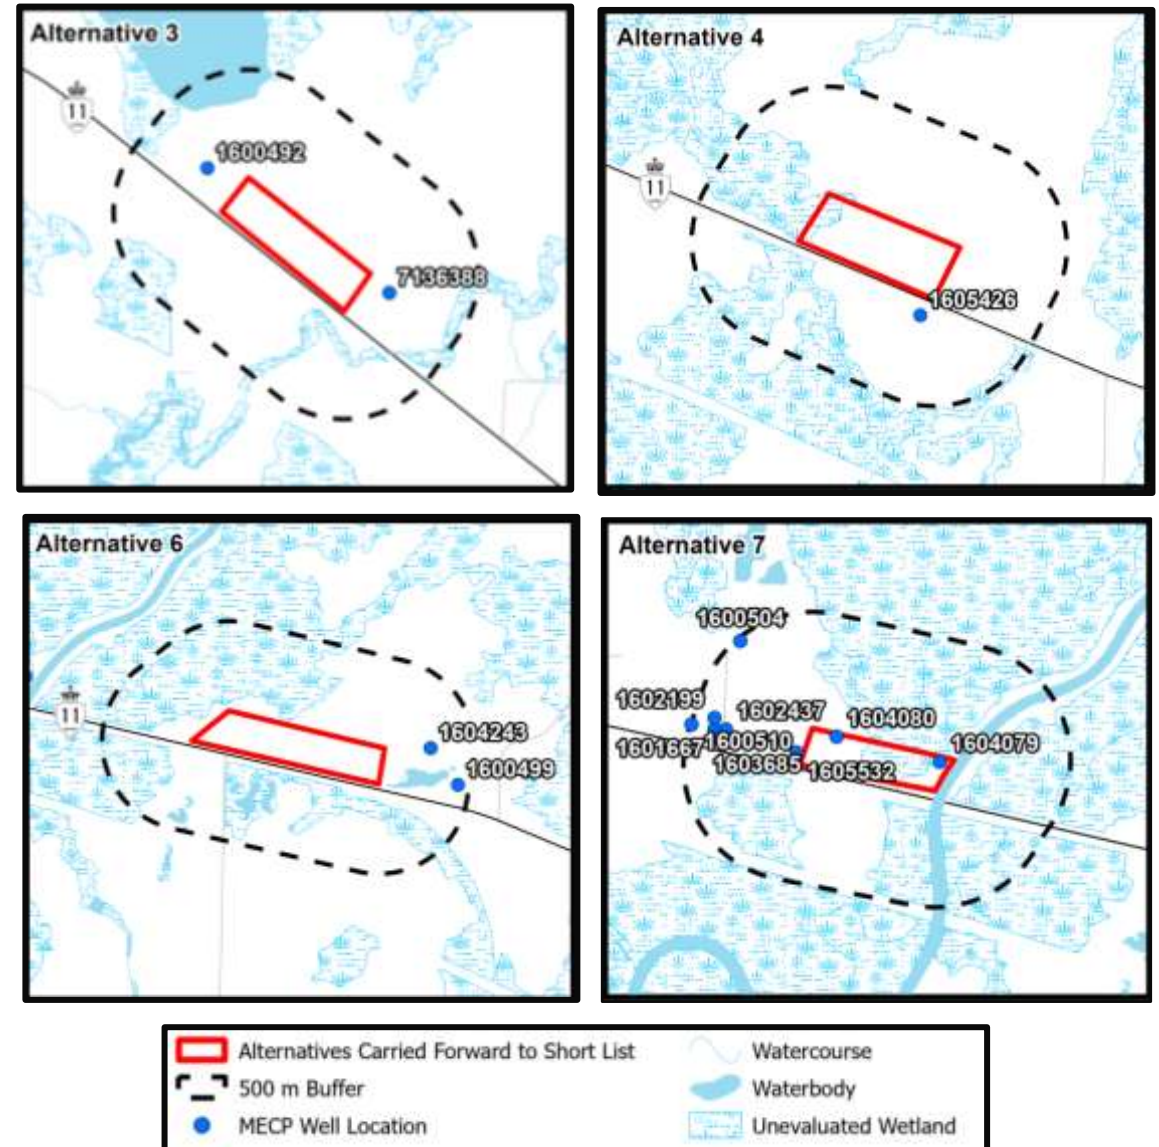 Alternative 3
11
1600492
7136388
Alternative 4
11
1605426
Alternative 6
11
1604243
1600499
Alternative 7
1600504
1602199
1602437
1604080
1601667
1600510
1604079
1603685
1605532
Alternatives Carried Forward to Short List
500 m Buffer
MECP Well Location
Watercourse
Waterbody
Unevaluated Wetland